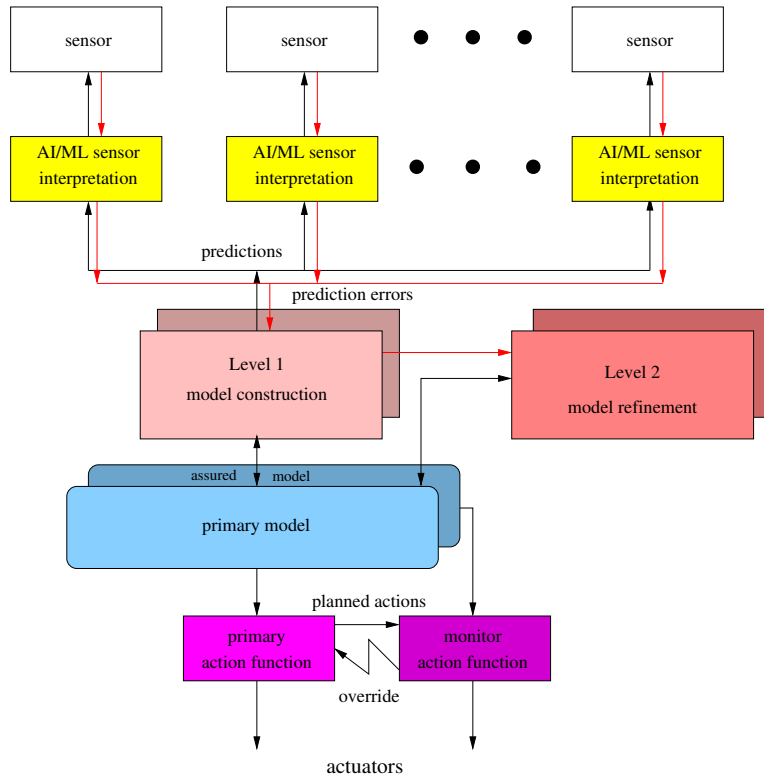 sensor
sensor
sensor
AI/ML sensor
interpretation
AI/ML sensor
interpretation
AI/ML sensor
interpretation
predictions
prediction errors
Level 1
model construction
Level 2
model refinement
assured model
primary model
planned actions
primary
action function
monitor
action function
override
actuators